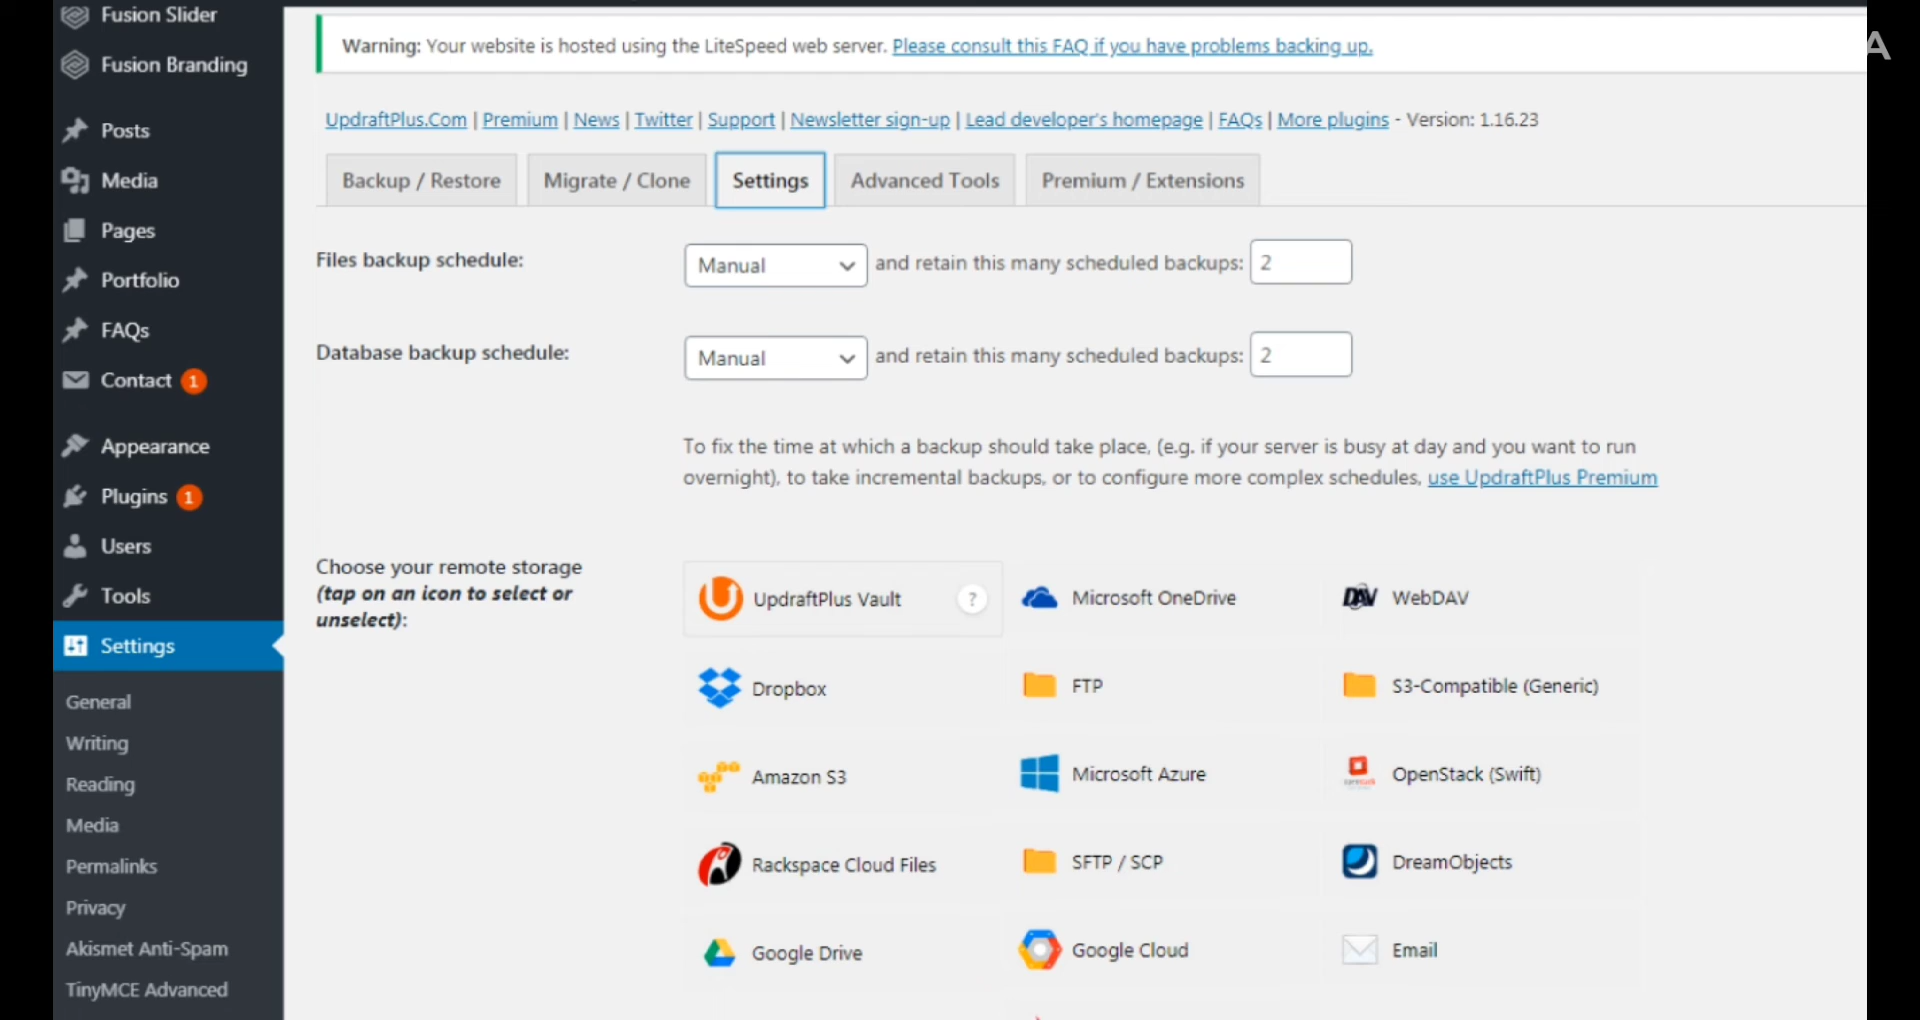 Fusion Slider
Fusion Branding
Posts
Media
Pages
Portfolio
FAQs
Contact 1
Appearance
Plugins 1
Users
Tools
Settings
General
Writing
Reading
Media
Permalinks
Privacy
Akismet Anti-Spam
TinyMCE Advanced
Warning: Your website is hosted using the LiteSpeed web server. Please consult this FAQ if you have problems backing up.
A
UpdraftPlus.Com | Premium | News | Twitter | Support | Newsletter sign-up | Lead developer's homepage | FAQs | More plugins - Version: 1.16.23
Backup / Restore Migrate / Clone Settings Advanced Tools Premium / Extensions
Files backup schedule: Manual and retain this many scheduled backups: 2
Database backup schedule: Manual and retain this many scheduled backups: 2
To fix the time at which a backup should take place, (e.g. if your server is busy at day and you want to run
overnight), to take incremental backups, or to configure more complex schedules, use UpdraftPlus Premium
Choose your remote storage
(tap on an icon to select or
unselect):
UpdraftPlus Vault ? Microsoft OneDrive DAV WebDAV
Dropbox FTP S3-Compatible (Generic)
Amazon S3 Microsoft Azure OpenStack (Swift)
Rackspace Cloud Files SFTP / SCP DreamObjects
Google Drive Google Cloud Email